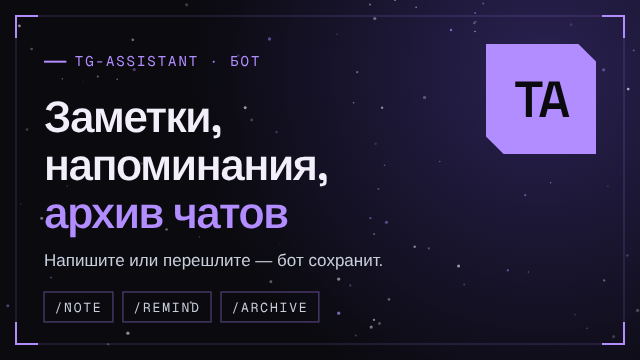 TG-ASSISTANT · БОТ
TA
Заметки,
напоминания,
архив чатов
Напишите или перешлите — бот сохранит.
/NOTE /REMIND /ARCHIVE